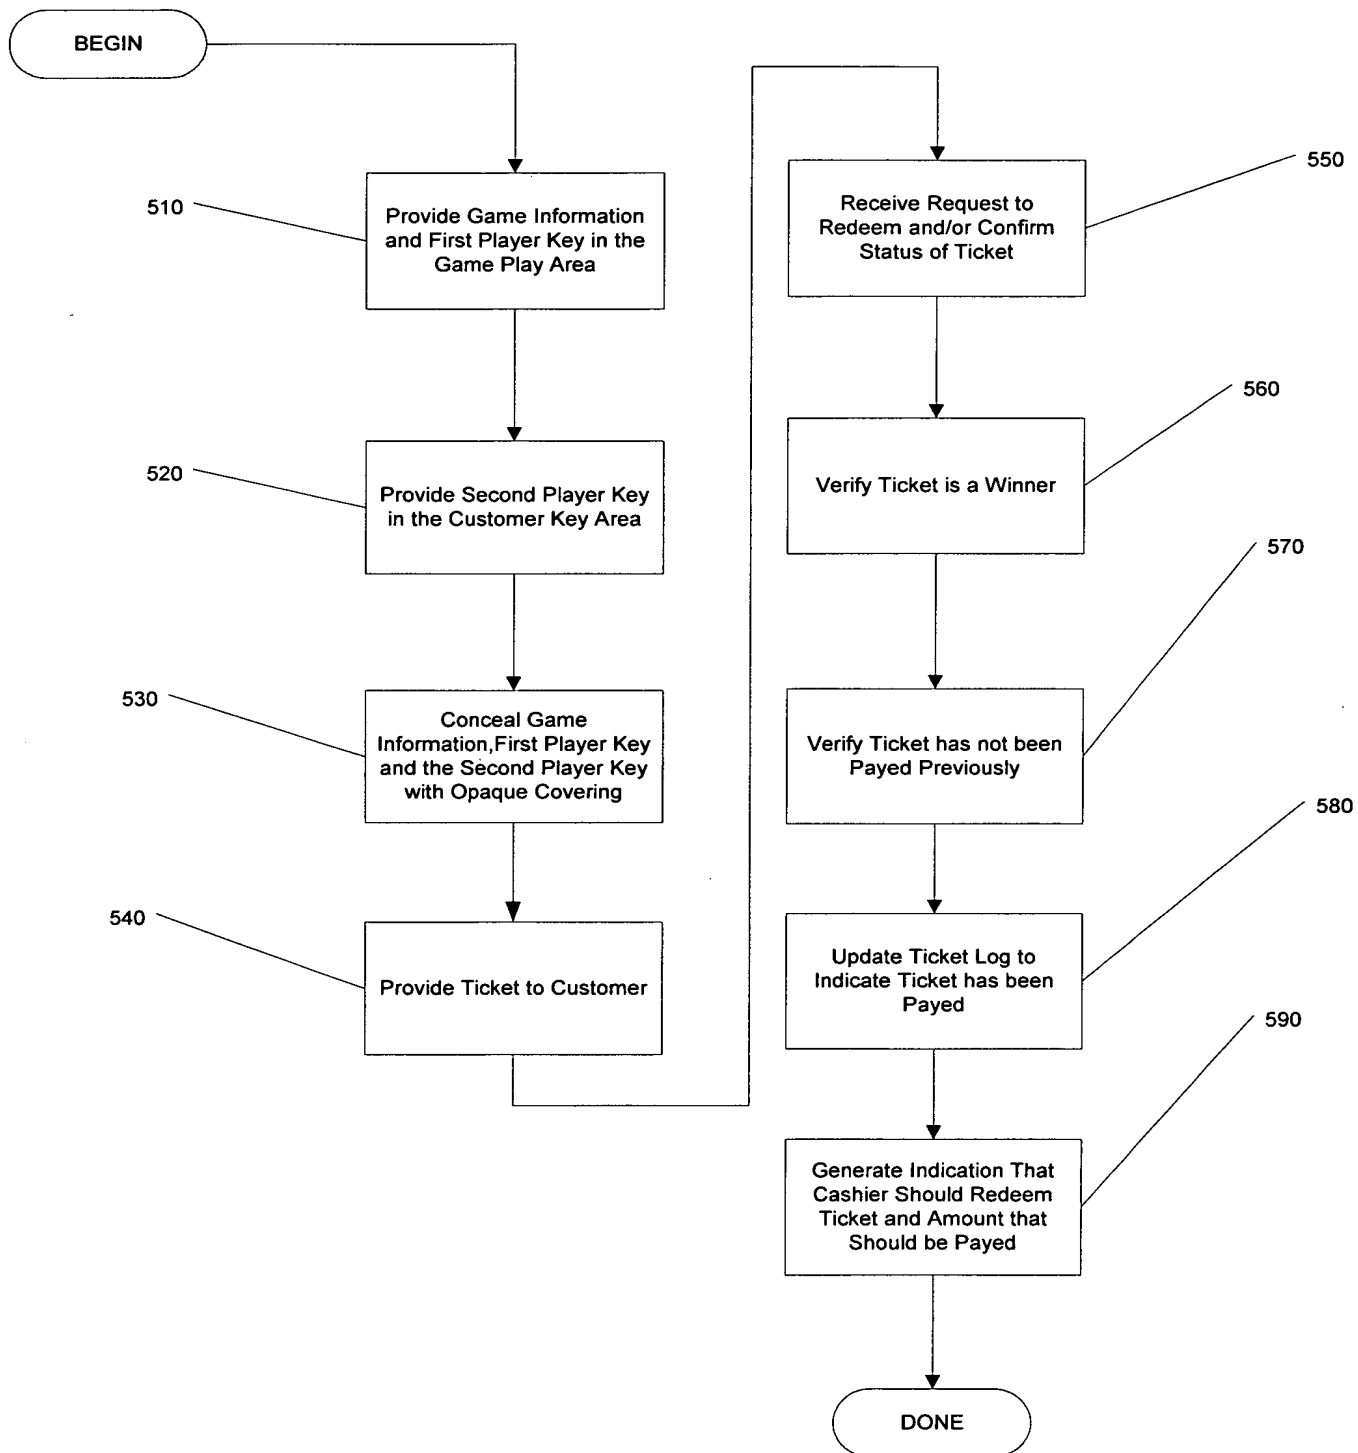 BEGIN
510
Provide Game Information
and First Player Key in the
Game Play Area
520
Provide Second Player Key
in the Customer Key Area
530
Conceal Game
Information,First Player Key
and the Second Player Key
with Opaque Covering
540
Provide Ticket to Customer
550
Receive Request to
Redeem and/or Confirm
Status of Ticket
560
Verify Ticket is a Winner
570
Verify Ticket has not been
Payed Previously
580
Update Ticket Log to
Indicate Ticket has been
Payed
590
Generate Indication That
Cashier Should Redeem
Ticket and Amount that
Should be Payed
DONE